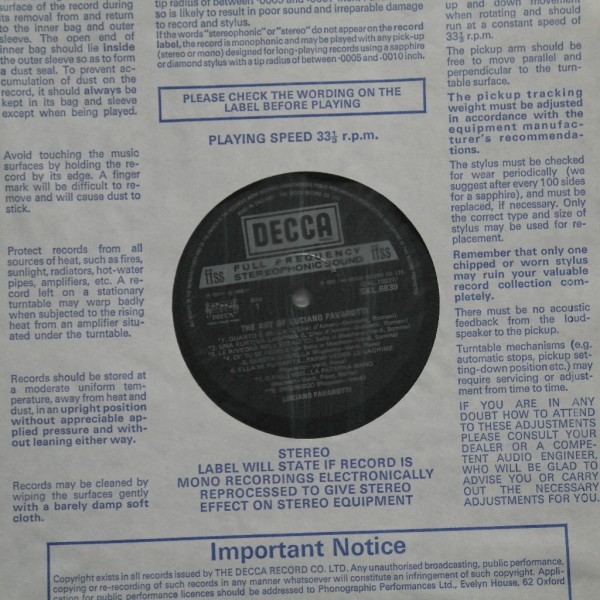 surface of the record during
its removal from and return
to the inner bag and outer
sleeve. The open end of
inner bag should lie inside
the outer sleeve so as to form
a dust seal. To prevent ac-
cumulation of dust on the
record, it should always be
kept in its bag and sleeve
except when being played.
Avoid touching the music
surfaces by holding the re-
cord by its edge. A finger
mark will be difficult to re-
move and will cause dust to
stick.
Protect records from all
sources of heat, such as fires,
sunlight, radiators, hot-water
pipes, amplifiers, etc. A re-
cord left on a stationary
turntable may warp badly
when subjected to the rising
heat from an amplifier situ-
ated under the turntable.
Records should be stored at
a moderate uniform tem-
perature, away from heat and
dust, in an upright position
without appreciable ap-
plied pressure and with-
out leaning either way.
Records may be cleaned by
wiping the surfaces gently
with a barely damp soft
cloth.
so is likely to result in poor sound and irreparable damage
to record and stylus.
If the words "stereophonic" or "stereo" do not appear on the record
label, the record is monophonic and may be played with any pick-up
(stereo or mono) designed for long-playing records using a sapphire
or diamond stylus with a tip radius of between ·0005 and ·0010 inch.
PLEASE CHECK THE WORDING ON THE
LABEL BEFORE PLAYING
PLAYING SPEED 33⅓ r.p.m.
DECCA
ffss FULL FREQUENCY ffss
STEREOPHONIC SOUND
SXL 6839
LUCIANO PAVAROTTI
LUCIANO PAVAROTTI
STEREO
LABEL WILL STATE IF RECORD IS
MONO RECORDINGS ELECTRONICALLY
REPROCESSED TO GIVE STEREO
EFFECT ON STEREO EQUIPMENT
up and down movement
when rotating and should
run at a constant speed of
33⅓ r.p.m.
The pickup arm should be
free to move parallel and
perpendicular to the turn-
table surface.
The pickup tracking
weight must be adjusted
in accordance with the
equipment manufac-
turer's recommenda-
tions.
The stylus must be checked
for wear periodically (we
suggest after every 100 sides
for a sapphire), and must be
replaced, if necessary. Only
the correct type and size of
stylus may be used for re-
placement.
Remember that only one
chipped or worn stylus
may ruin your valuable
record collection com-
pletely.
There must be no acoustic
feedback from the loud-
speaker to the pickup.
Turntable mechanisms (e.g.
automatic stops, pickup set-
ting-down position etc.) may
require servicing or adjust-
ment from time to time.
IF YOU ARE IN ANY
DOUBT HOW TO ATTEND
TO THESE ADJUSTMENTS
PLEASE CONSULT YOUR
DEALER OR A COMPE-
TENT AUDIO ENGINEER,
WHO WILL BE GLAD TO
ADVISE YOU OR CARRY
OUT THE NECESSARY
ADJUSTMENTS FOR YOU.
Important Notice
Copyright exists in all records issued by THE DECCA RECORD CO. LTD. Any unauthorised broadcasting, public performance,
copying or re-recording of such records in any manner whatsoever will constitute an infringement of such copyright. Appli-
cation for public performance licences should be addressed to Phonographic Performances Ltd., Evelyn House, 62 Oxford